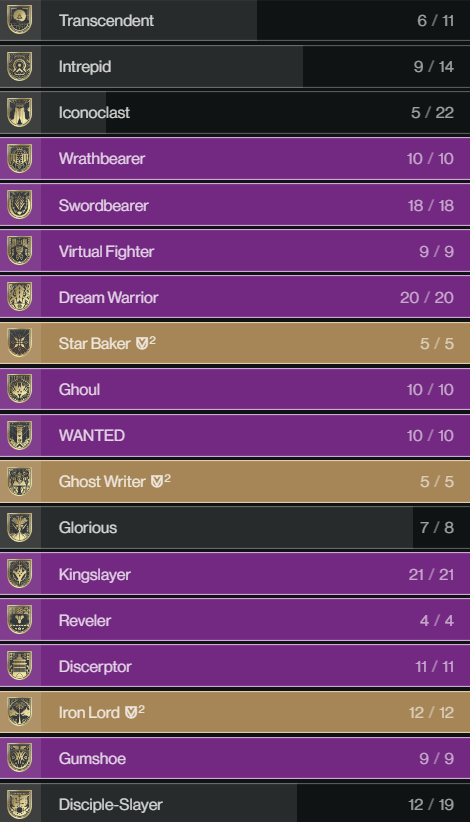 Transcendent 6 / 11
Intrepid 9 / 14
Iconoclast 5 / 22
Wrathbearer 10 / 10
Swordbearer 18 / 18
Virtual Fighter 9 / 9
Dream Warrior 20 / 20
Star Baker 2 5 / 5
Ghoul 10 / 10
WANTED 10 / 10
Ghost Writer 2 5 / 5
Glorious 7 / 8
Kingslayer 21 / 21
Reveler 4 / 4
Discerptor 11 / 11
Iron Lord 2 12 / 12
Gumshoe 9 / 9
Disciple-Slayer 12 / 19